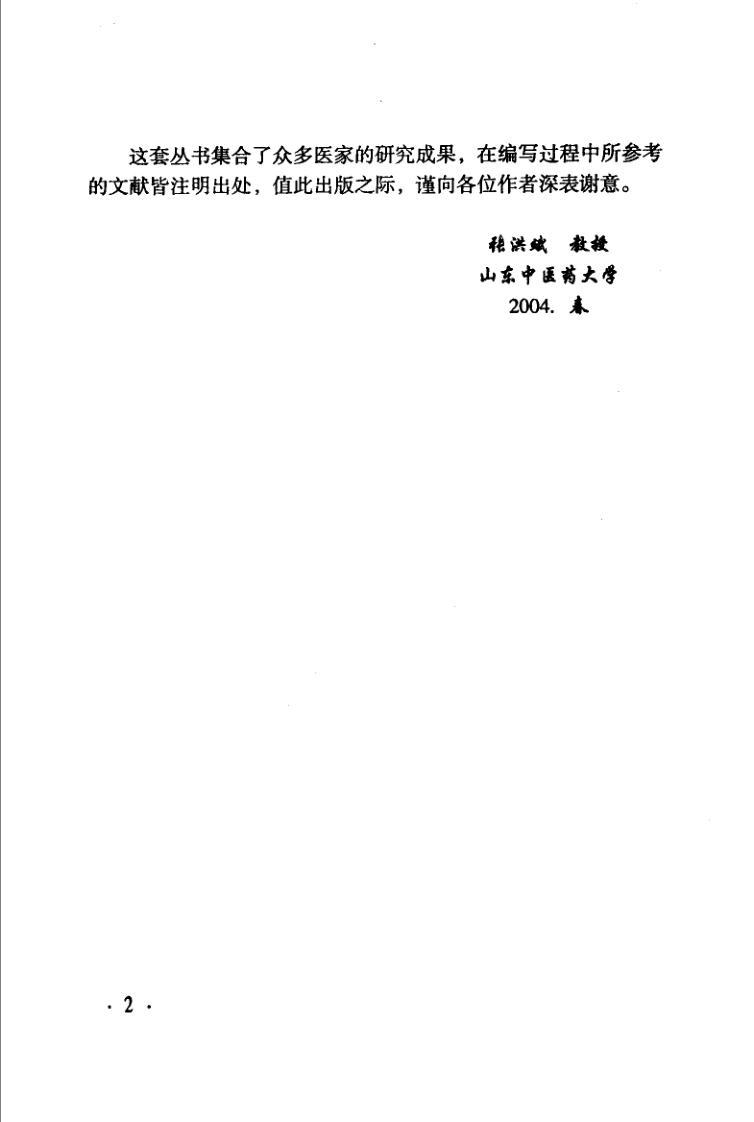 这套丛书集合了众多医家的研究成果，在编写过程中所参考
的文献皆注明出处，值此出版之际，谨向各位作者深表谢意。
张洪斌 教授
山东中医药大学
2004. 春
· 2 ·